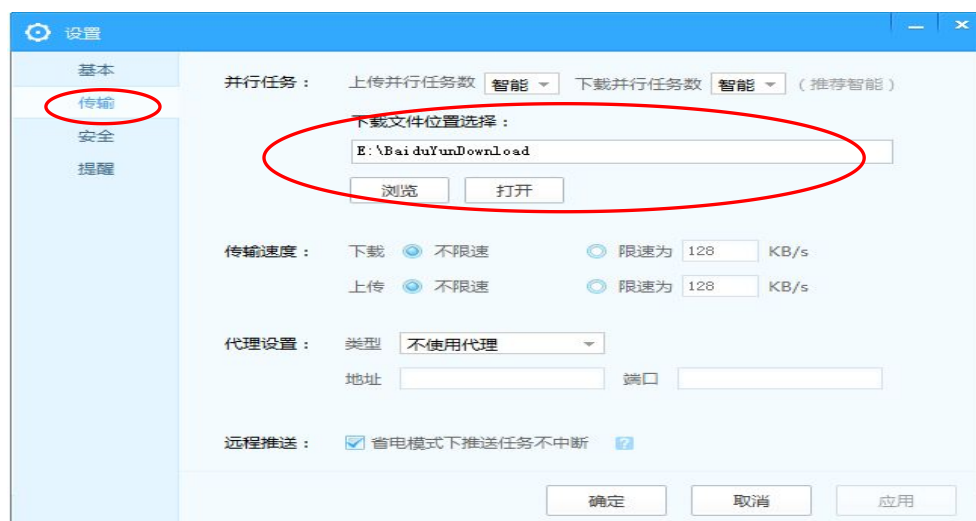 设置
基本
传输
安全
提醒
并行任务： 上传并行任务数 智能 下载并行任务数 智能 （推荐智能）
下载文件位置选择：
E:\BaiduYunDownload
浏览 打开
传输速度： 下载 不限速 限速为 128 KB/s
上传 不限速 限速为 128 KB/s
代理设置： 类型 不使用代理
地址 端口
远程推送： 省电模式下推送任务不中断 ?
确定 取消 应用